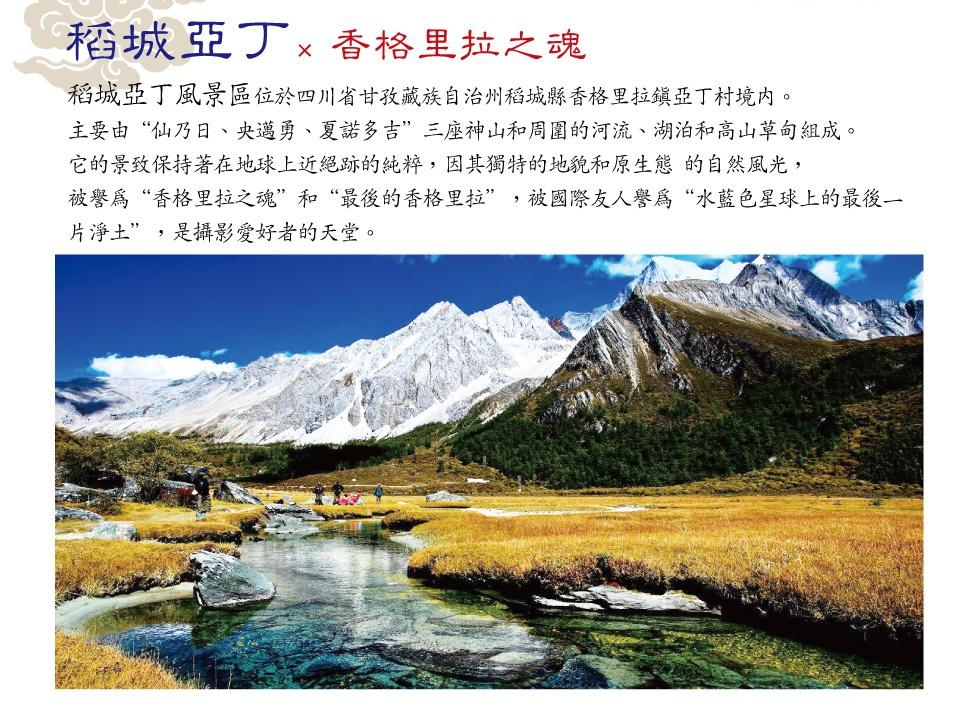 稻城亞丁 × 香格里拉之魂
稻城亞丁風景區位於四川省甘孜藏族自治州稻城縣香格里拉鎮亞丁村境內。
主要由“仙乃日、央邁勇、夏諾多吉”三座神山和周圍的河流、湖泊和高山草甸組成。
它的景致保持著在地球上近絕跡的純粹，因其獨特的地貌和原生態 的自然風光，
被譽爲“香格里拉之魂”和“最後的香格里拉”，被國際友人譽爲“水藍色星球上的最後一
片淨土”，是攝影愛好者的天堂。